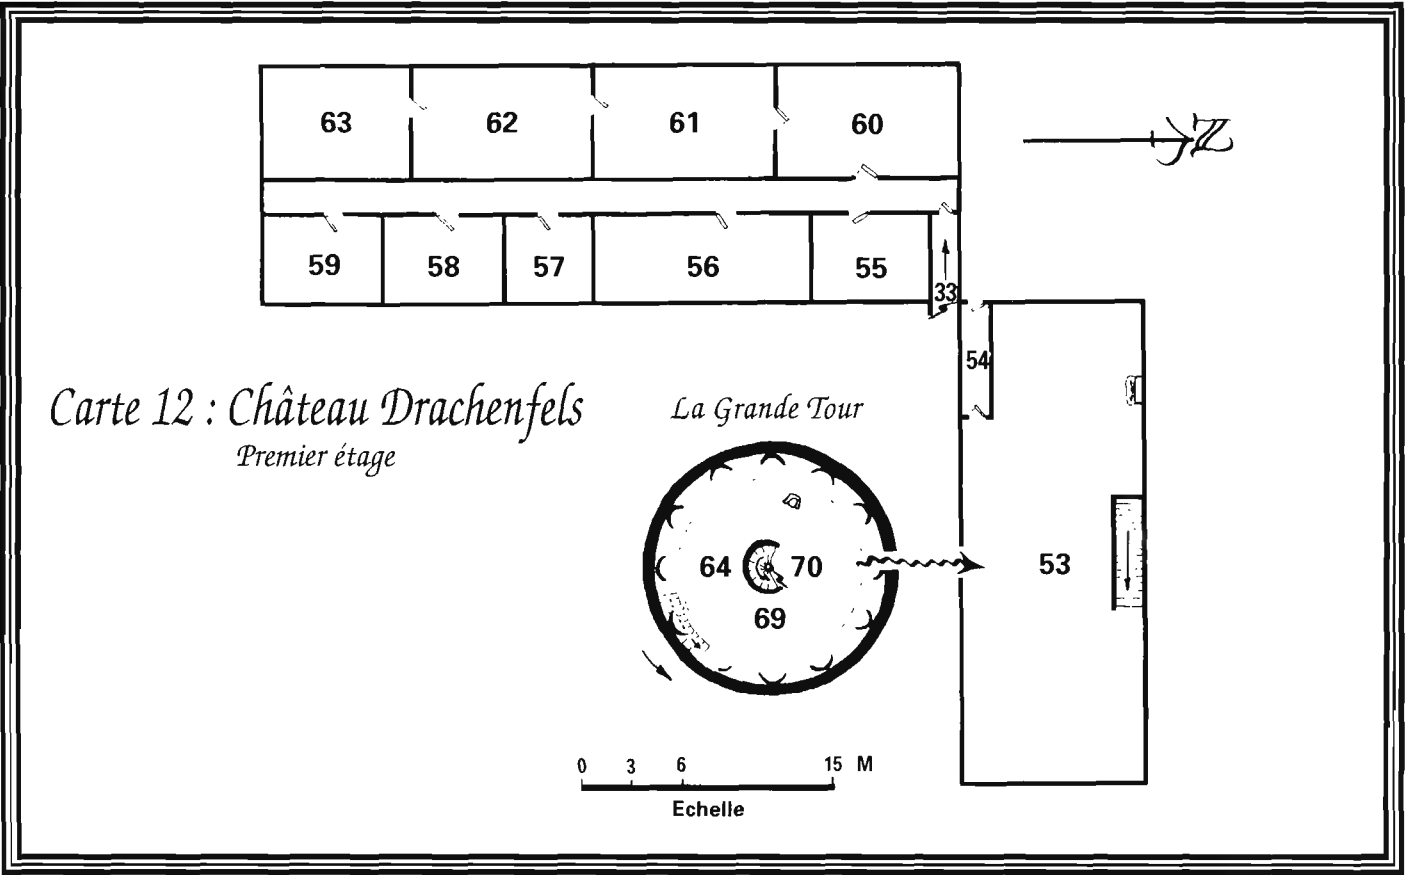 63 62 61 60
59 58 57 56 55
33
54
N
Carte 12 : Château Drachenfels
Premier étage
La Grande Tour
64 70
69
53
0 3 6 15 M
Echelle